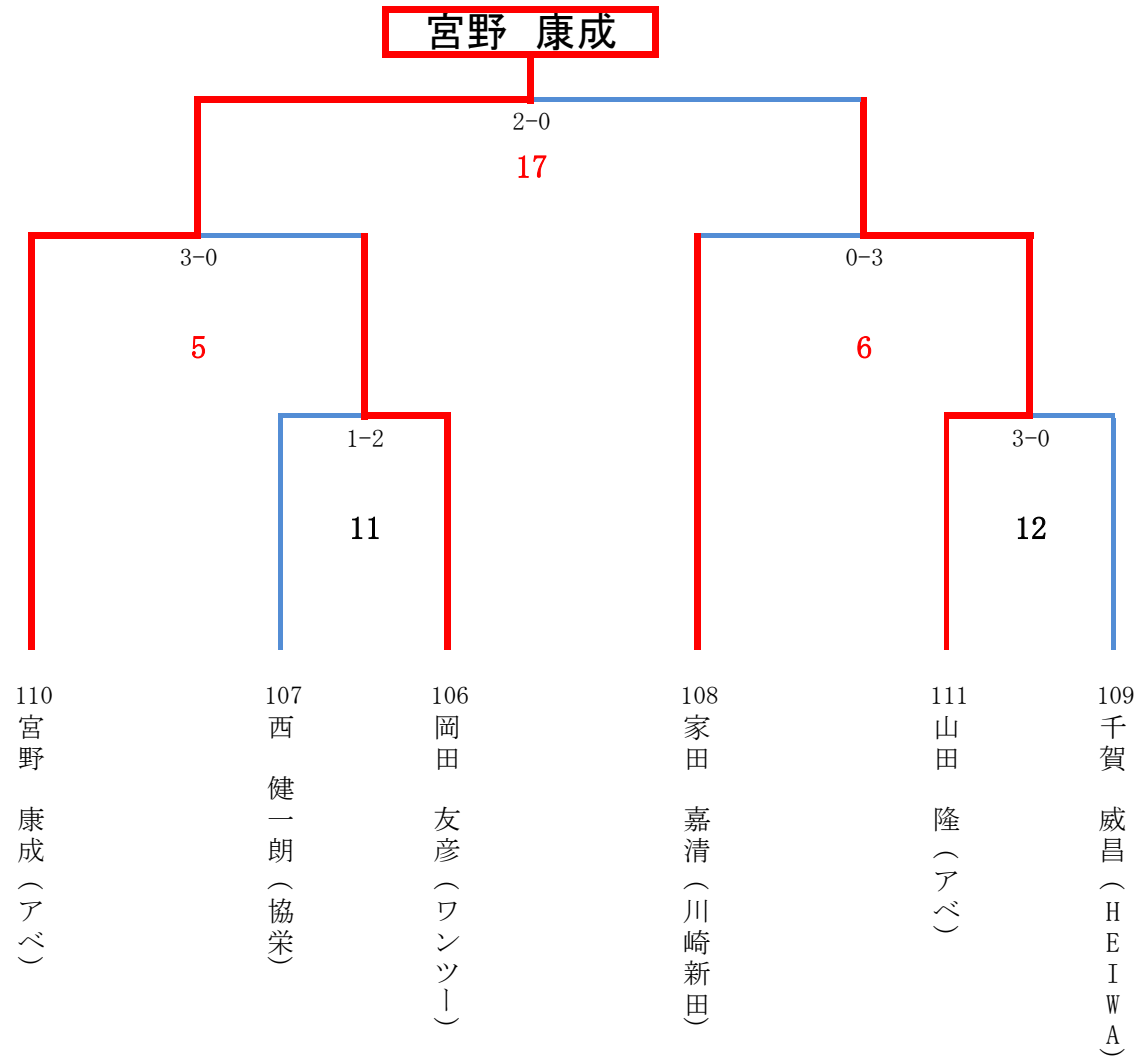 宮野　康成
2-0
17
3-0
0-3
5
6
1-2
3-0
11
12
110
宮野　康成(アベ)
107
西　健一朗(協栄)
106
岡田　友彦(ワンツー)
108
家田　嘉清(川崎新田)
111
山田　隆(アベ)
109
千賀　威昌(HEIWA)